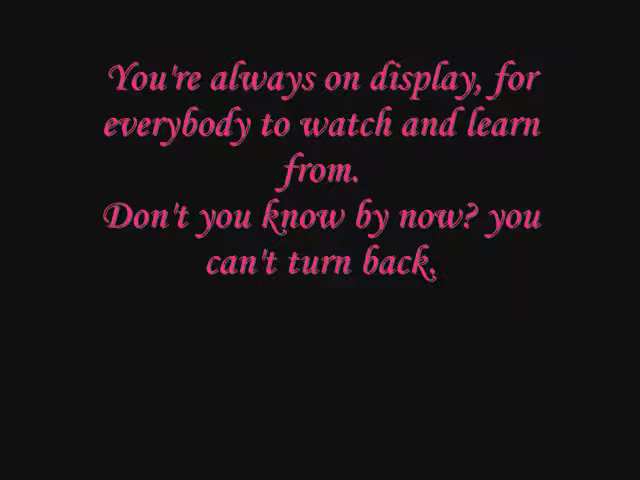 You're always on display, for
everybody to watch and learn
from.
Don't you know by now? you
can't turn back.